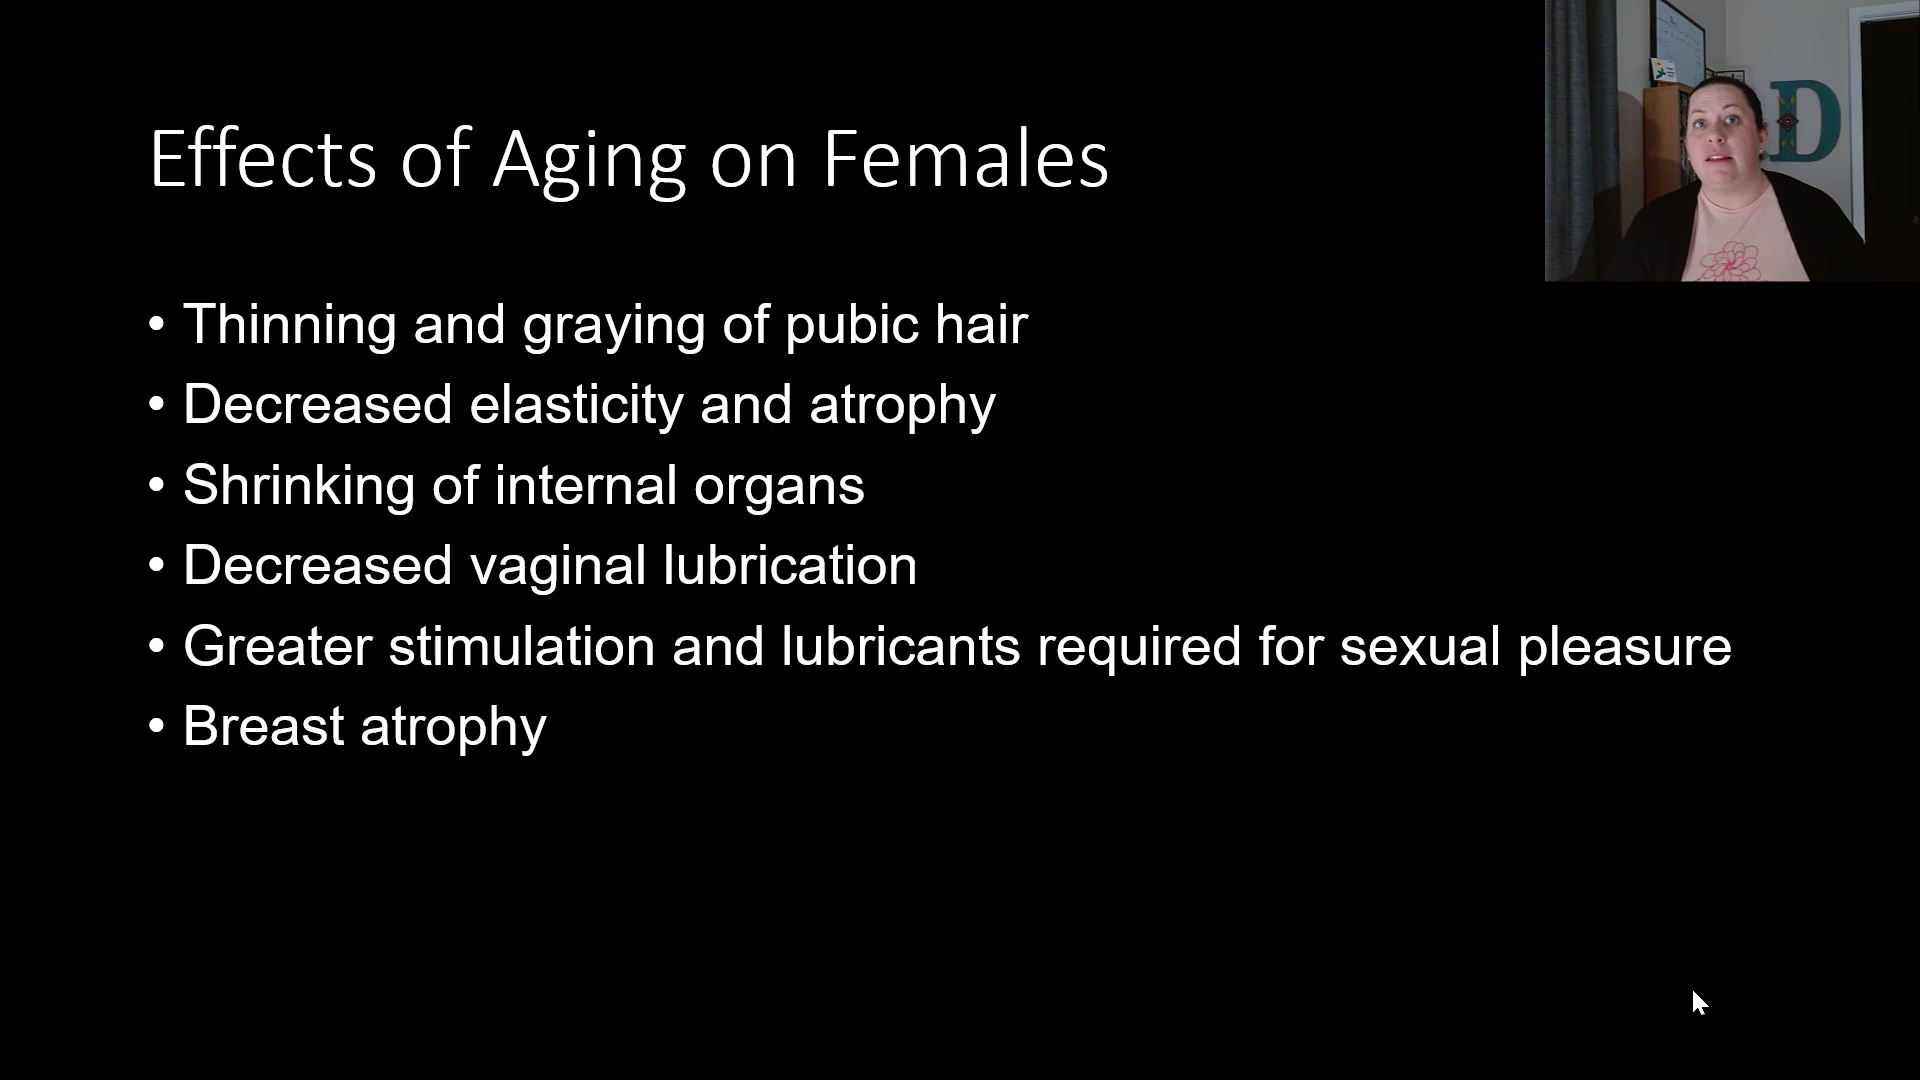 Effects of Aging on Females
• Thinning and graying of pubic hair
• Decreased elasticity and atrophy
• Shrinking of internal organs
• Decreased vaginal lubrication
• Greater stimulation and lubricants required for sexual pleasure
• Breast atrophy
D